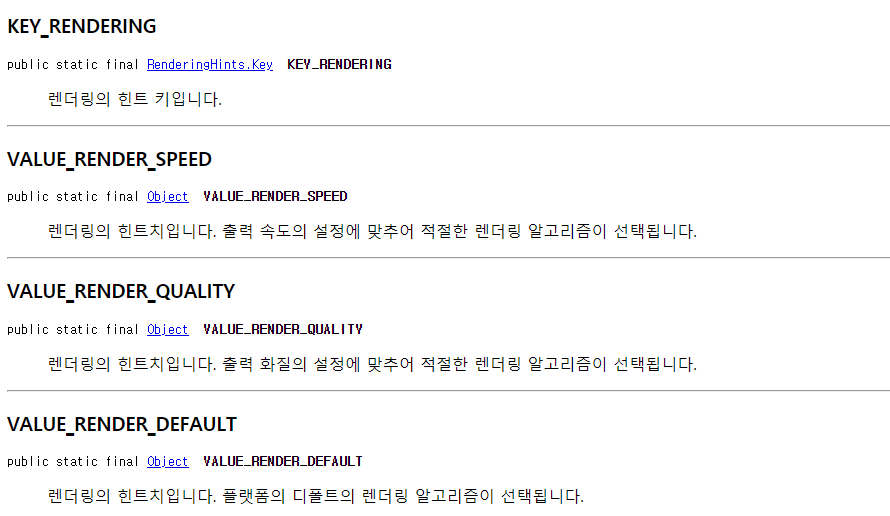 KEY_RENDERING
public static final RenderingHints.Key KEY_RENDERING
렌더링의 힌트 키입니다.
VALUE_RENDER_SPEED
public static final Object VALUE_RENDER_SPEED
렌더링의 힌트치입니다. 출력 속도의 설정에 맞추어 적절한 렌더링 알고리즘이 선택됩니다.
VALUE_RENDER_QUALITY
public static final Object VALUE_RENDER_QUALITY
렌더링의 힌트치입니다. 출력 화질의 설정에 맞추어 적절한 렌더링 알고리즘이 선택됩니다.
VALUE_RENDER_DEFAULT
public static final Object VALUE_RENDER_DEFAULT
렌더링의 힌트치입니다. 플랫폼의 디폴트의 렌더링 알고리즘이 선택됩니다.